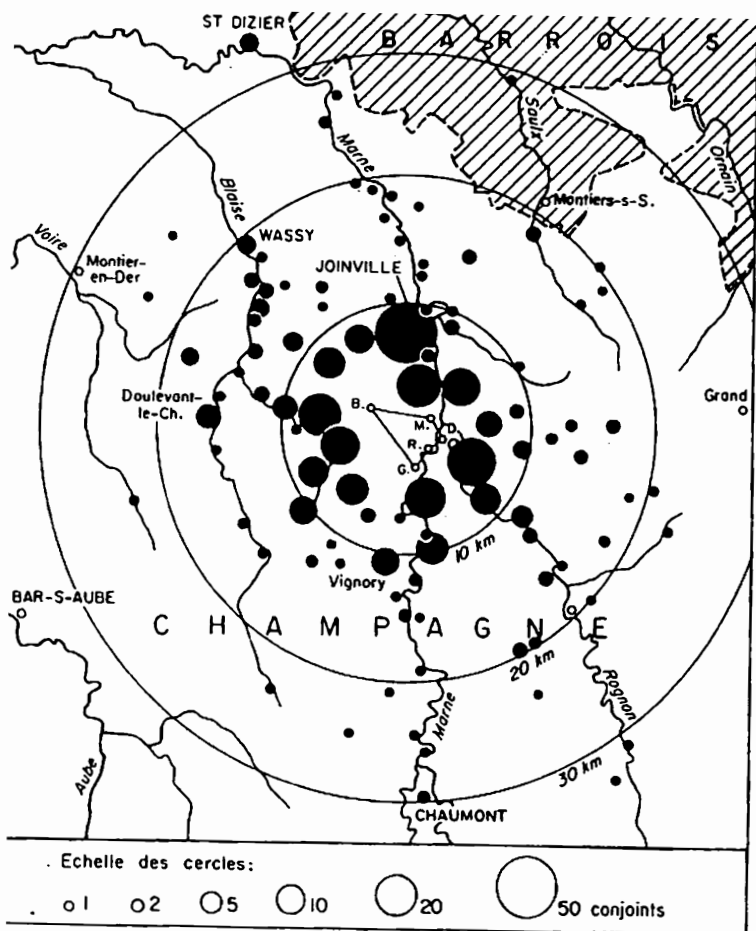 ST DIZIER
B A R R O I S
Saulx
Ornain
Marne
Blaise
Montiers-s-S.
Voire
WASSY
Montier-
en-Der
JOINVILLE
Doulevant-
le-Ch.
Grand
B.
M.
D.
R.
G.
10 km
Vignory
BAR-S-AUBE
C H A M P A G N E
20 km
Rognon
Marne
Aube
30 km
CHAUMONT
Echelle des cercles:
1 2 5 10 20 50 conjoints